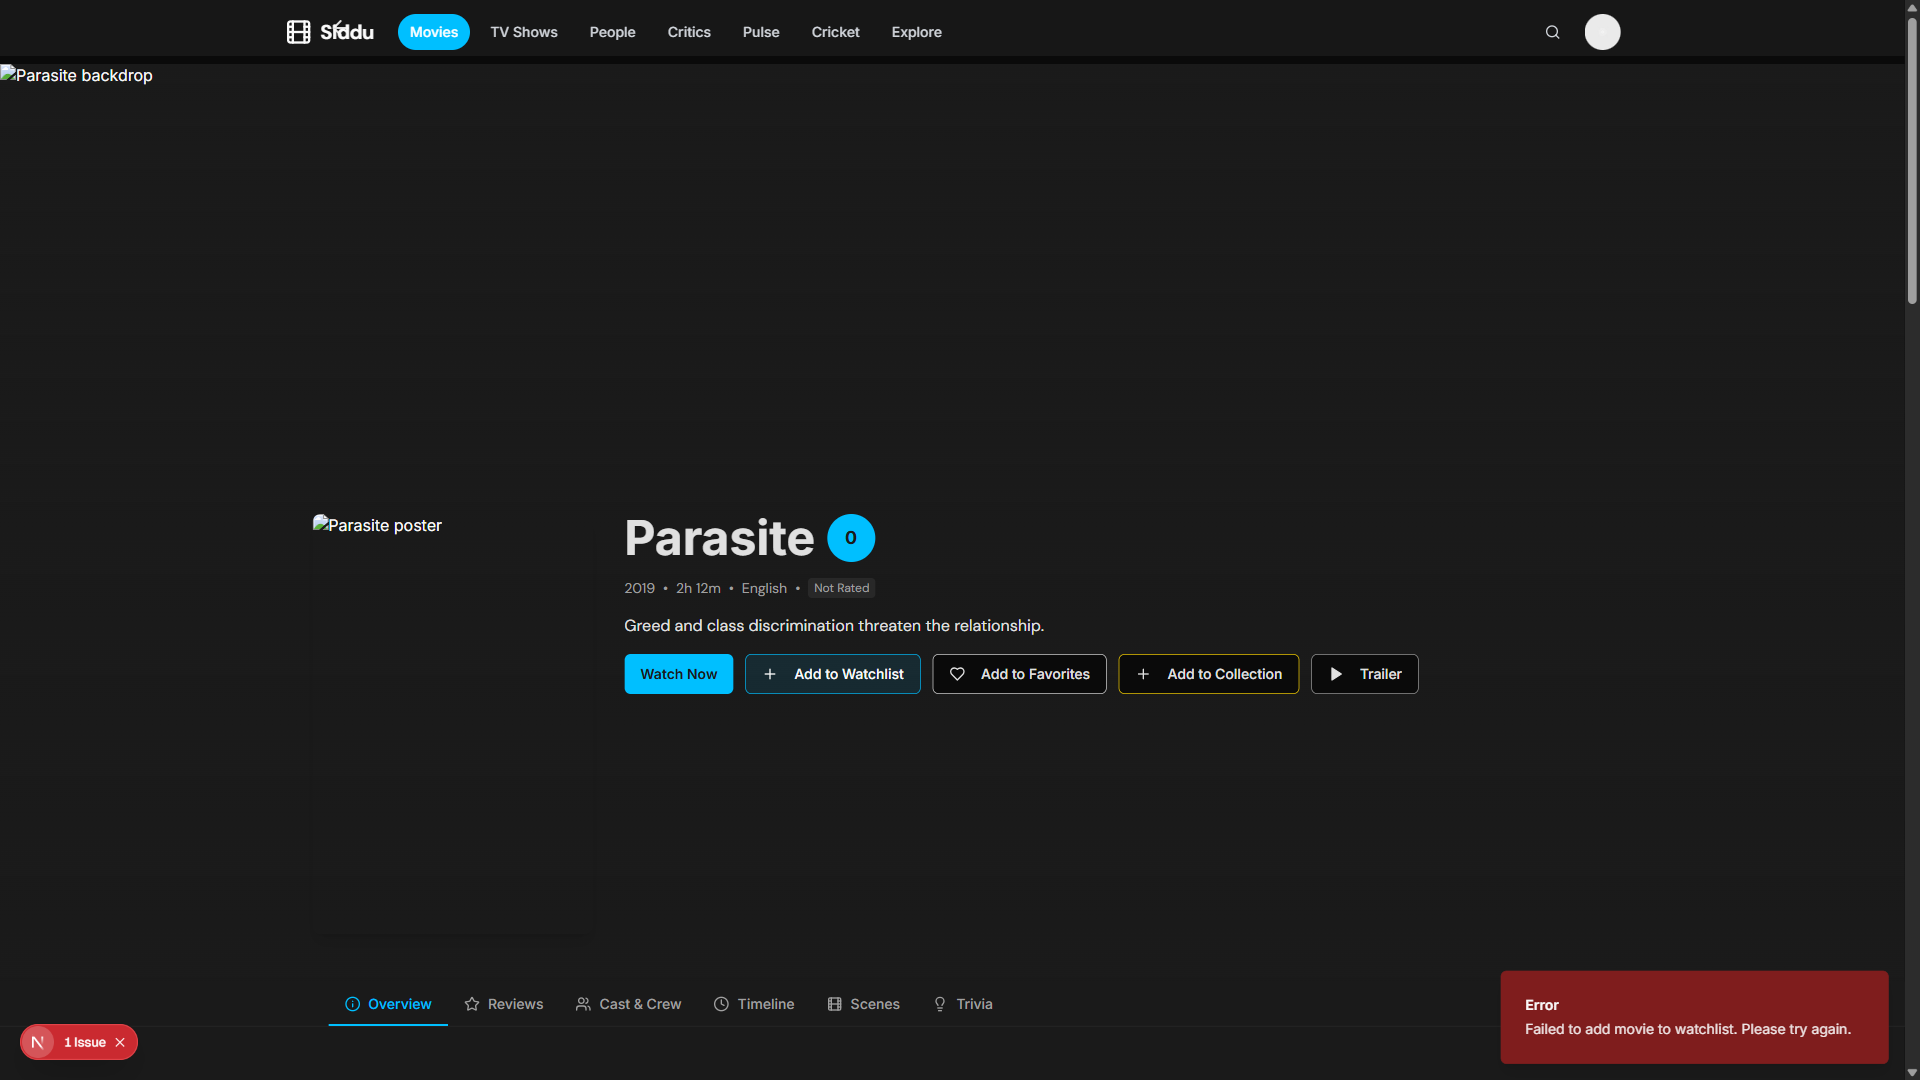 Siddu
Movies
TV Shows
People
Critics
Pulse
Cricket
Explore
Parasite backdrop
Parasite poster
Parasite 0
2019 • 2h 12m • English • Not Rated
Greed and class discrimination threaten the relationship.
Watch Now
Add to Watchlist
Add to Favorites
Add to Collection
Trailer
Overview
Reviews
Cast & Crew
Timeline
Scenes
Trivia
N 1 Issue
Error
Failed to add movie to watchlist. Please try again.